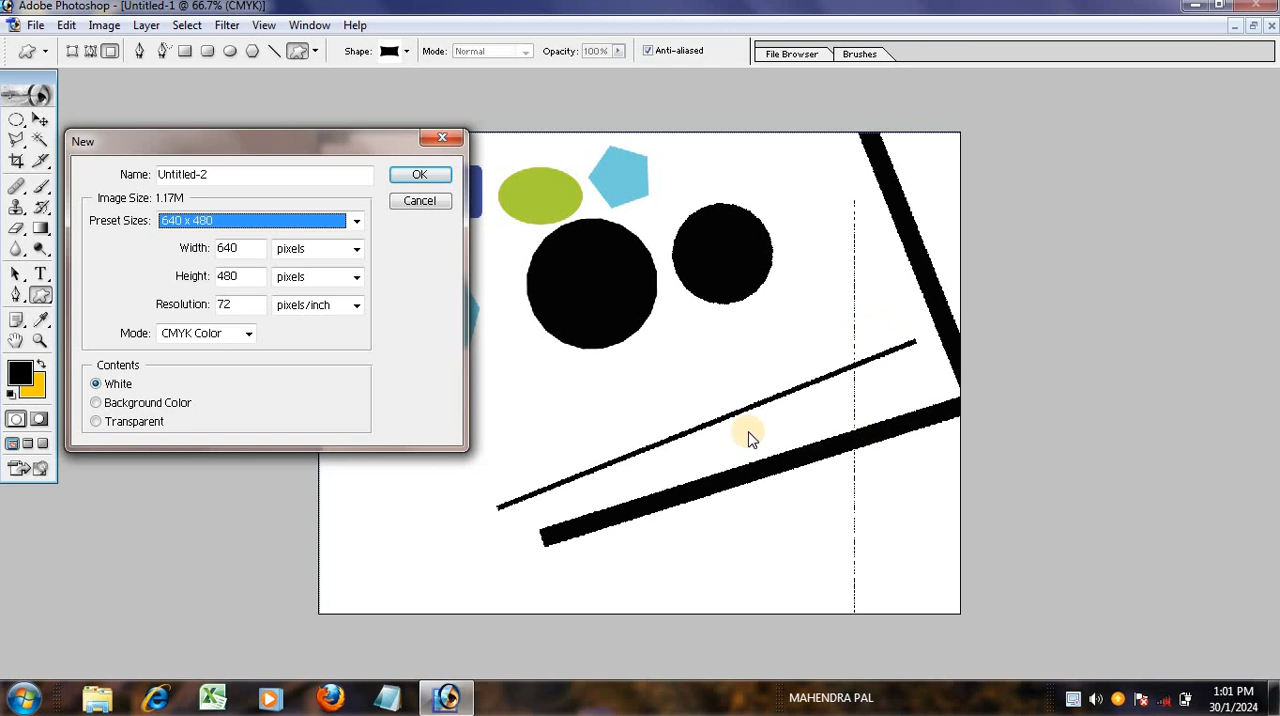 Adobe Photoshop - [Untitled-1 @ 66.7% (CMYK)]
File Edit Image Layer Select Filter View Window Help
Shape: Mode: Normal Opacity: 100% Anti-aliased File Browser Brushes
New
Name: Untitled-2 OK
Image Size: 1.17M Cancel
Preset Sizes: 640 x 480
Width: 640 pixels
Height: 480 pixels
Resolution: 72 pixels/inch
Mode: CMYK Color
Contents
White
Background Color
Transparent
MAHENDRA PAL
1:01 PM
30/1/2024